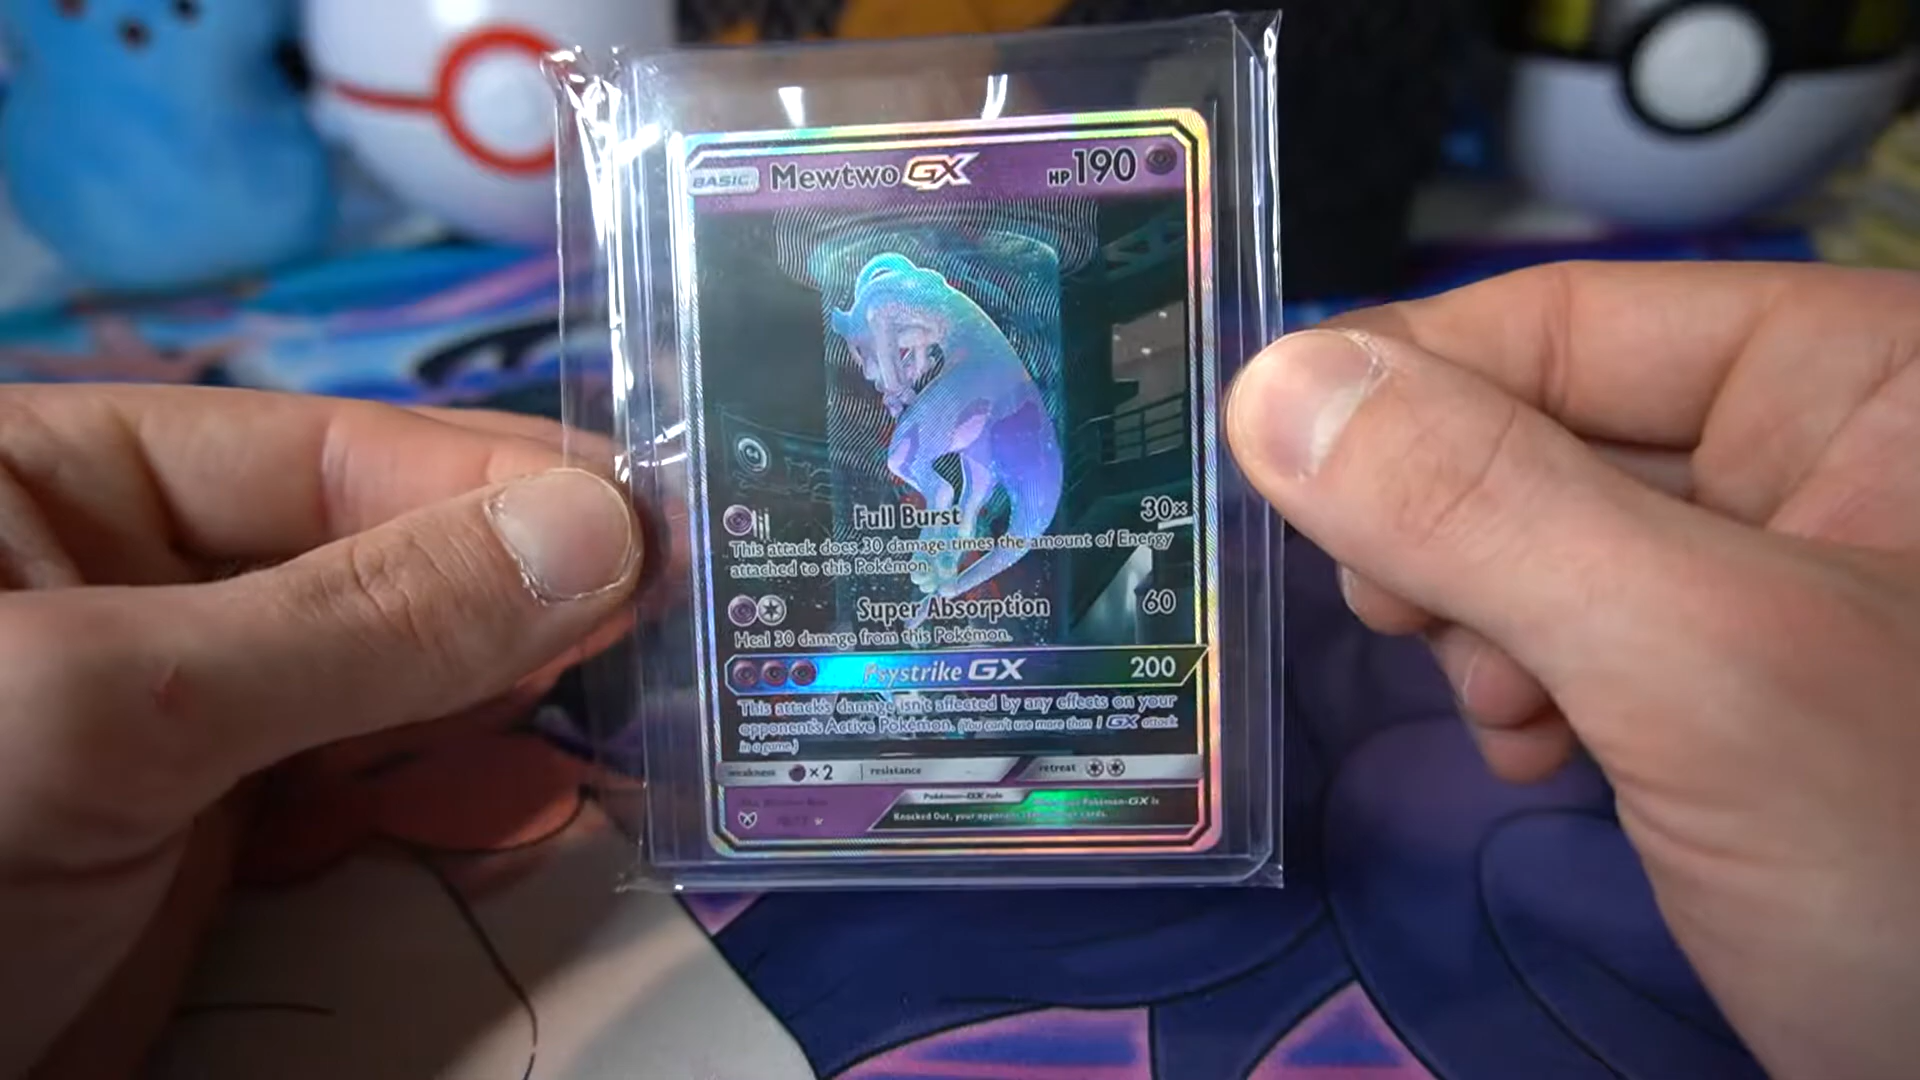 BASIC Mewtwo GX HP 190
Full Burst 30×
This attack does 30 damage times the amount of Energy
attached to this Pokémon.
Super Absorption 60
Heal 30 damage from this Pokémon.
Psystrike GX 200
This attack's damage isn't affected by any effects on your
opponent's Active Pokémon. (You can't use more than 1 GX attack
in a game.)
weakness ×2 resistance retreat
Pokémon-GX rule
Pokémon-GX is
Knocked Out, your opponent cards.